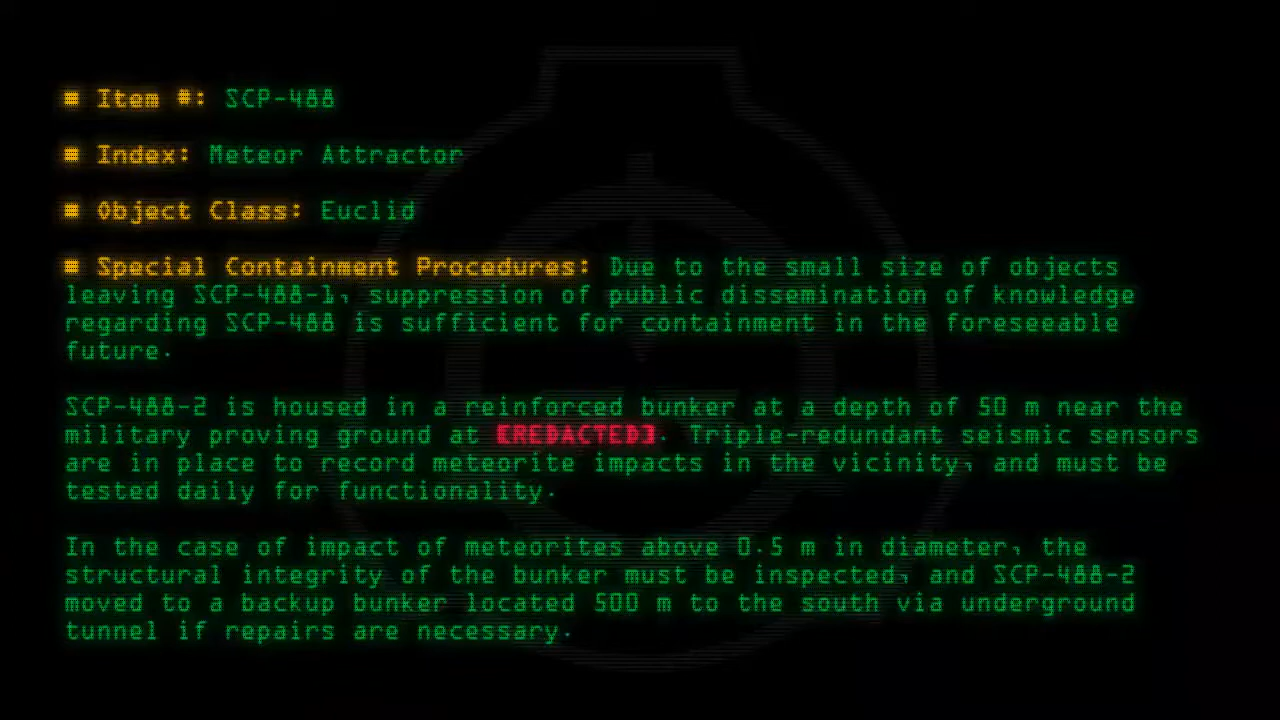 ■ Item #: SCP-488
■ Index: Meteor Attractor
■ Object Class: Euclid
■ Special Containment Procedures: Due to the small size of objects
leaving SCP-488-1, suppression of public dissemination of knowledge
regarding SCP-488 is sufficient for containment in the foreseeable
future.
SCP-488-2 is housed in a reinforced bunker at a depth of 50 m near the
military proving ground at [REDACTED]. Triple-redundant seismic sensors
are in place to record meteorite impacts in the vicinity, and must be
tested daily for functionality.
In the case of impact of meteorites above 0.5 m in diameter, the
structural integrity of the bunker must be inspected, and SCP-488-2
moved to a backup bunker located 500 m to the south via underground
tunnel if repairs are necessary.